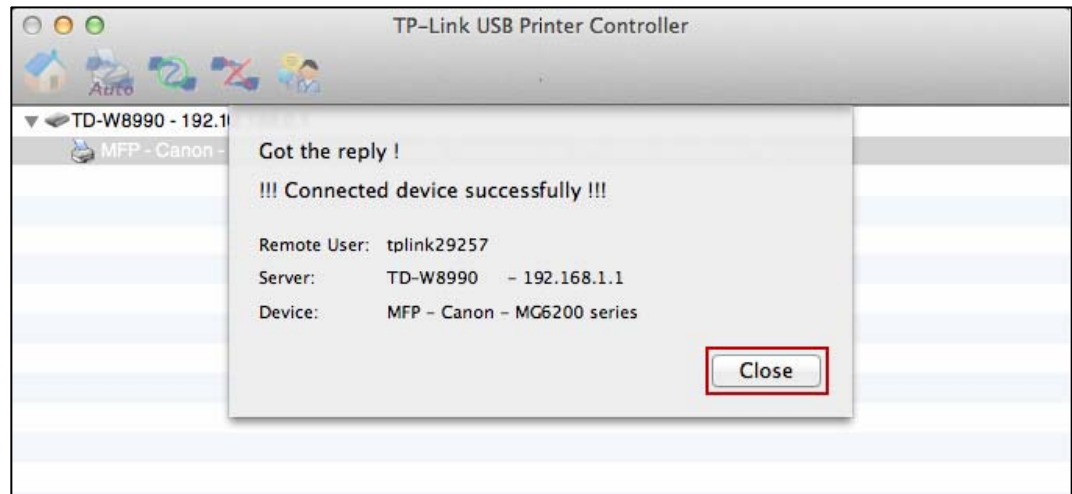 TP-Link USB Printer Controller
Auto
TD-W8990 - 192.1
MFP - Canon -
Got the reply !
!!! Connected device successfully !!!
Remote User: tplink29257
Server: TD-W8990 - 192.168.1.1
Device: MFP - Canon - MG6200 series
Close